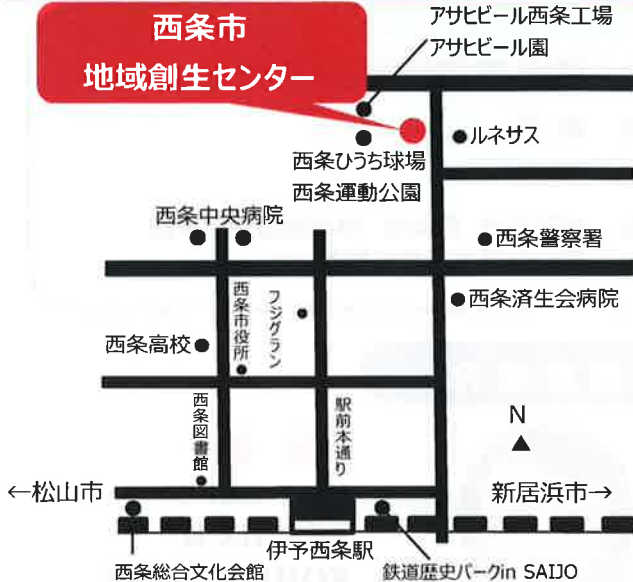 西条市
地域創生センター
アサヒビール西条工場
アサヒビール園
ルネサス
西条ひうち球場
西条運動公園
西条中央病院
西条警察署
西条済生会病院
西条市役所
フジグラン
西条高校
西条図書館
駅前本通り
N
←松山市
新居浜市→
伊予西条駅
西条総合文化会館
鉄道歴史パークin SAIJO